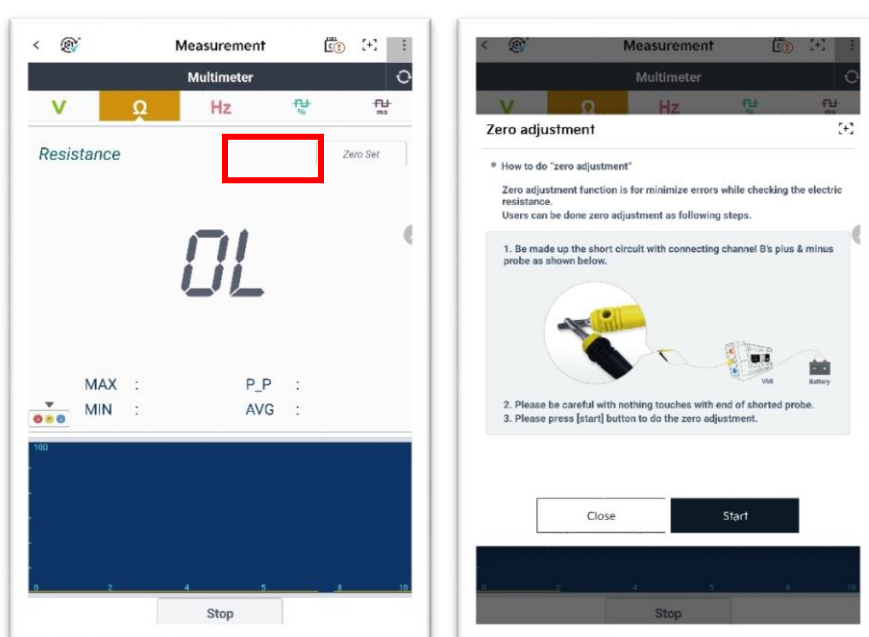 Measurement
Multimeter
V
Ω
Hz
%
ms
Resistance
Zero Set
OL
MAX :
P_P :
MIN :
AVG :
100
0 2 4 5 8 10
Stop
Measurement
Multimeter
V
Ω
Hz
%
ms
Zero adjustment
How to do "zero adjustment"
Zero adjustment function is for minimize errors while checking the electric
resistance.
Users can be done zero adjustment as following steps.
1. Be made up the short circuit with connecting channel B's plus & minus
probe as shown below.
VMI
Battery
2. Please be careful with nothing touches with end of shorted probe.
3. Please press [start] button to do the zero adjustment.
Close
Start
0 2 4 5 8 10
Stop